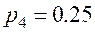 p₄ = 0.25